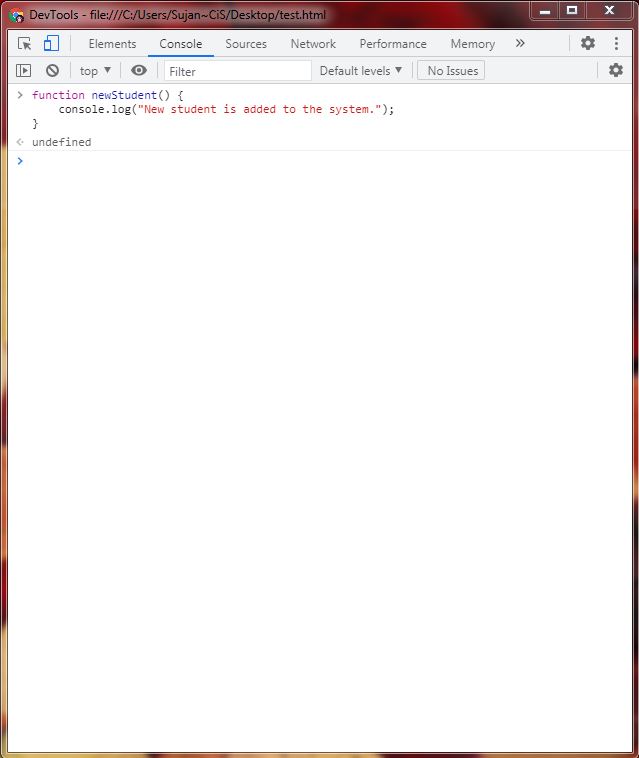 DevTools - file:///C:/Users/Sujan~CiS/Desktop/test.html
Elements Console Sources Network Performance Memory
top Filter Default levels No Issues
function newStudent() {
    console.log("New student is added to the system.");
}
undefined